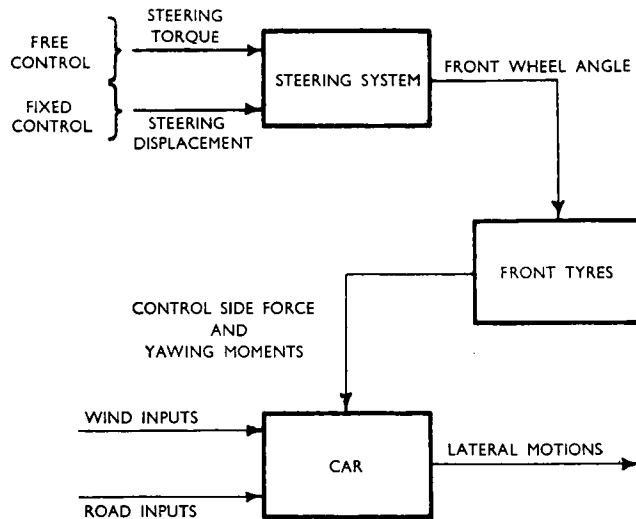 STEERING
TORQUE
FREE
CONTROL
FIXED
CONTROL
STEERING
DISPLACEMENT
STEERING SYSTEM
FRONT WHEEL ANGLE
FRONT TYRES
CONTROL SIDE FORCE
AND
YAWING MOMENTS
WIND INPUTS
ROAD INPUTS
CAR
LATERAL MOTIONS